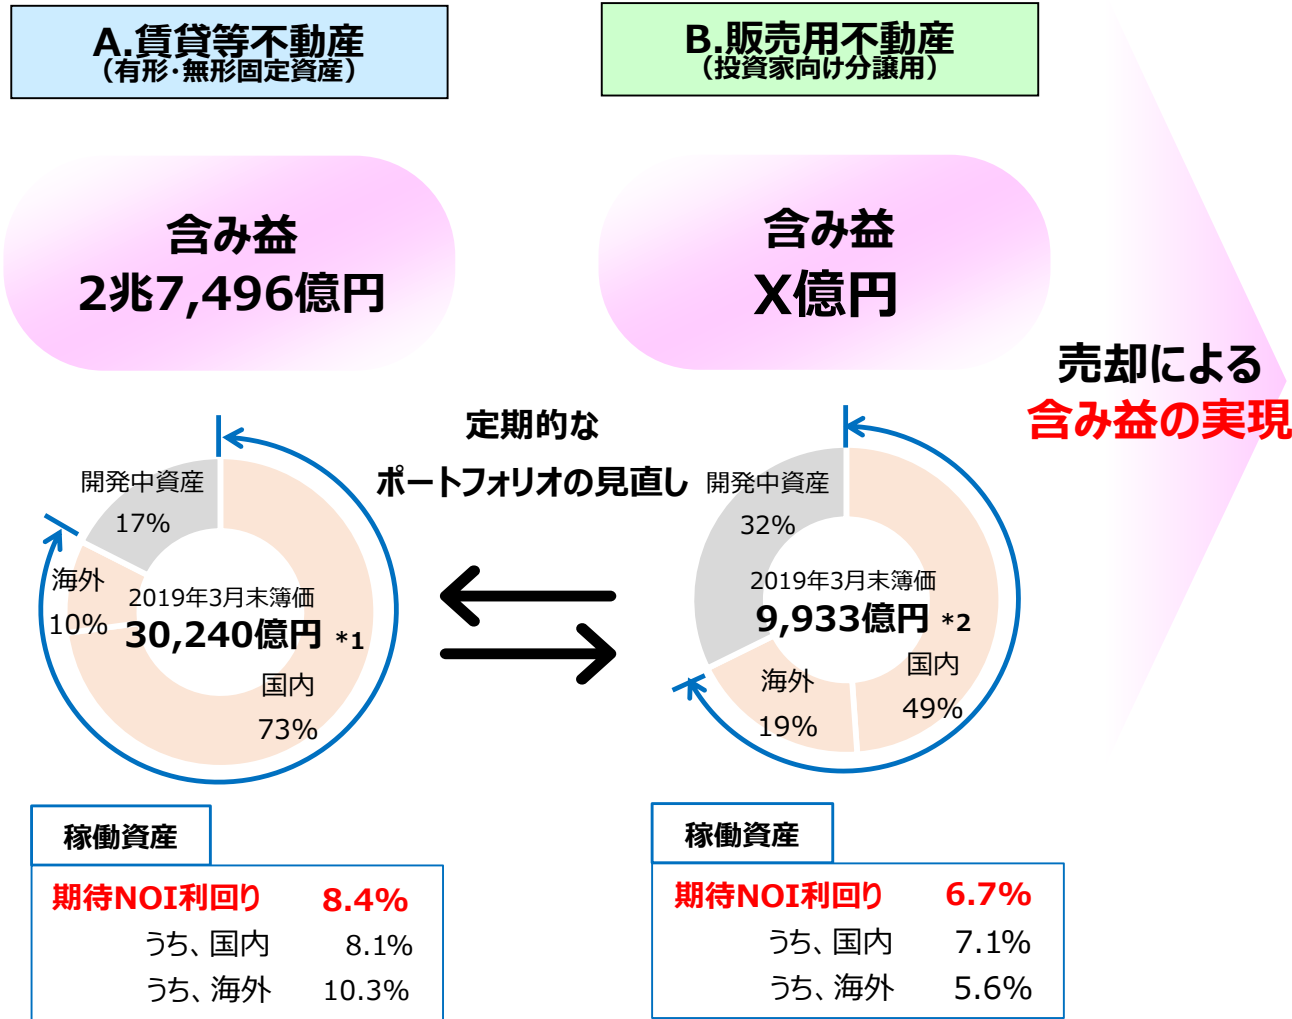 A.賃貸等不動産
（有形・無形固定資産）
B.販売用不動産
（投資家向け分譲用）
含み益
2兆7,496億円
含み益
X億円
売却による
含み益の実現
定期的な
ポートフォリオの見直し
開発中資産
17%
海外
10%
2019年3月末簿価
30,240億円 *1
国内
73%
開発中資産
32%
2019年3月末簿価
9,933億円 *2
海外
19%
国内
49%
稼働資産
期待NOI利回り 8.4%
うち、国内 8.1%
うち、海外 10.3%
稼働資産
期待NOI利回り 6.7%
うち、国内 7.1%
うち、海外 5.6%